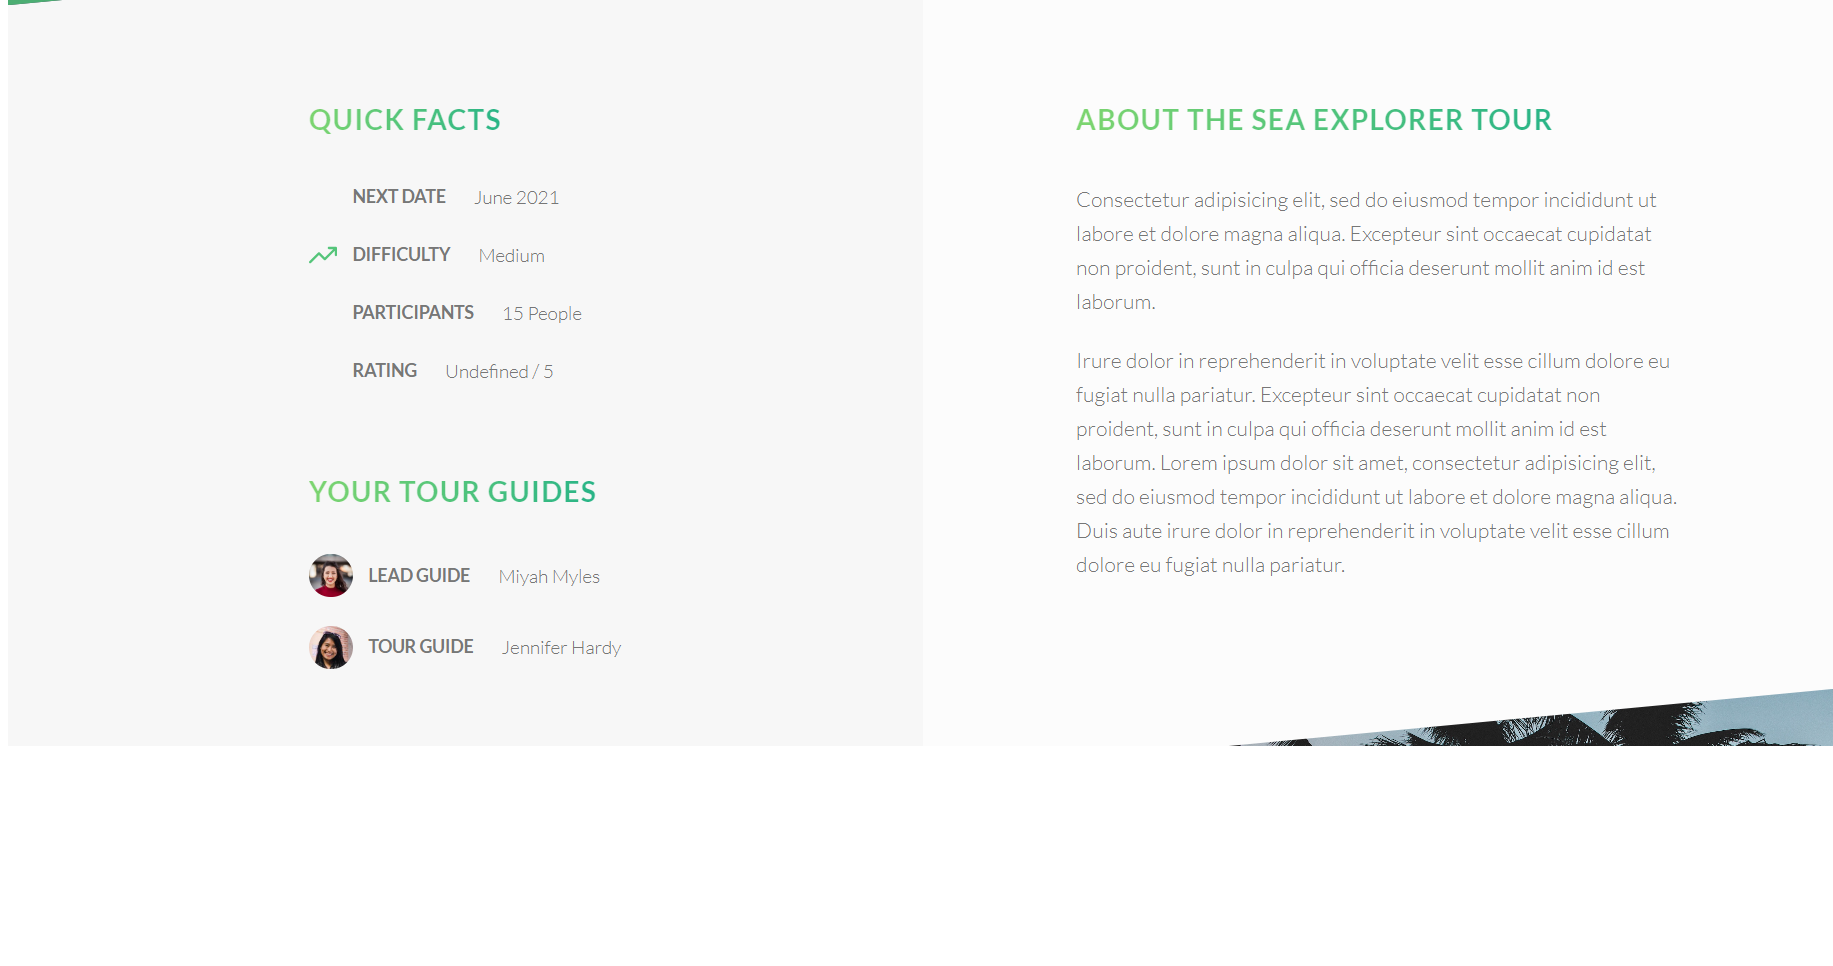 QUICK FACTS
NEXT DATE June 2021
DIFFICULTY Medium
PARTICIPANTS 15 People
RATING Undefined / 5
YOUR TOUR GUIDES
LEAD GUIDE Miyah Myles
TOUR GUIDE Jennifer Hardy
ABOUT THE SEA EXPLORER TOUR
Consectetur adipisicing elit, sed do eiusmod tempor incididunt ut
labore et dolore magna aliqua. Excepteur sint occaecat cupidatat
non proident, sunt in culpa qui officia deserunt mollit anim id est
laborum.
Irure dolor in reprehenderit in voluptate velit esse cillum dolore eu
fugiat nulla pariatur. Excepteur sint occaecat cupidatat non
proident, sunt in culpa qui officia deserunt mollit anim id est
laborum. Lorem ipsum dolor sit amet, consectetur adipisicing elit,
sed do eiusmod tempor incididunt ut labore et dolore magna aliqua.
Duis aute irure dolor in reprehenderit in voluptate velit esse cillum
dolore eu fugiat nulla pariatur.